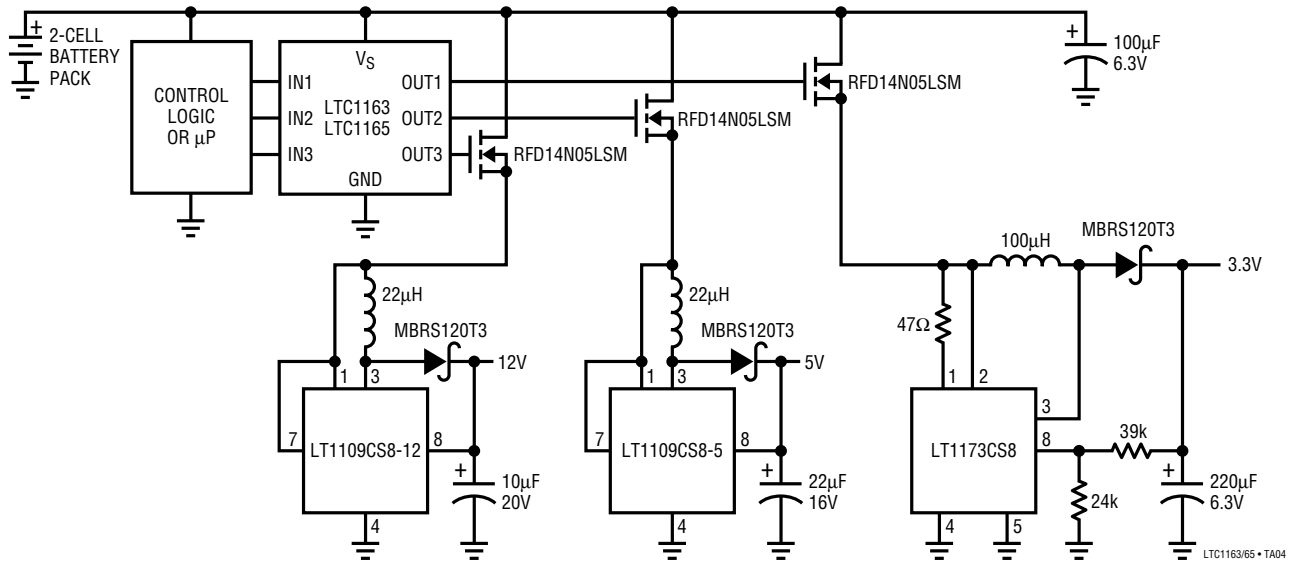 +
2-CELL
BATTERY
PACK
CONTROL
LOGIC
OR µP
IN1
IN2
IN3
VS
LTC1163
LTC1165
GND
OUT1
OUT2
OUT3
RFD14N05LSM
RFD14N05LSM
RFD14N05LSM
+
100µF
6.3V
22µH
MBRS120T3
12V
1
3
7
LT1109CS8-12
8
4
+
10µF
20V
22µH
MBRS120T3
5V
1
3
7
LT1109CS8-5
8
4
+
22µF
16V
100µH
MBRS120T3
3.3V
47Ω
1
2
3
LT1173CS8
8
39k
24k
4
5
+
220µF
6.3V
LTC1163/65 • TA04